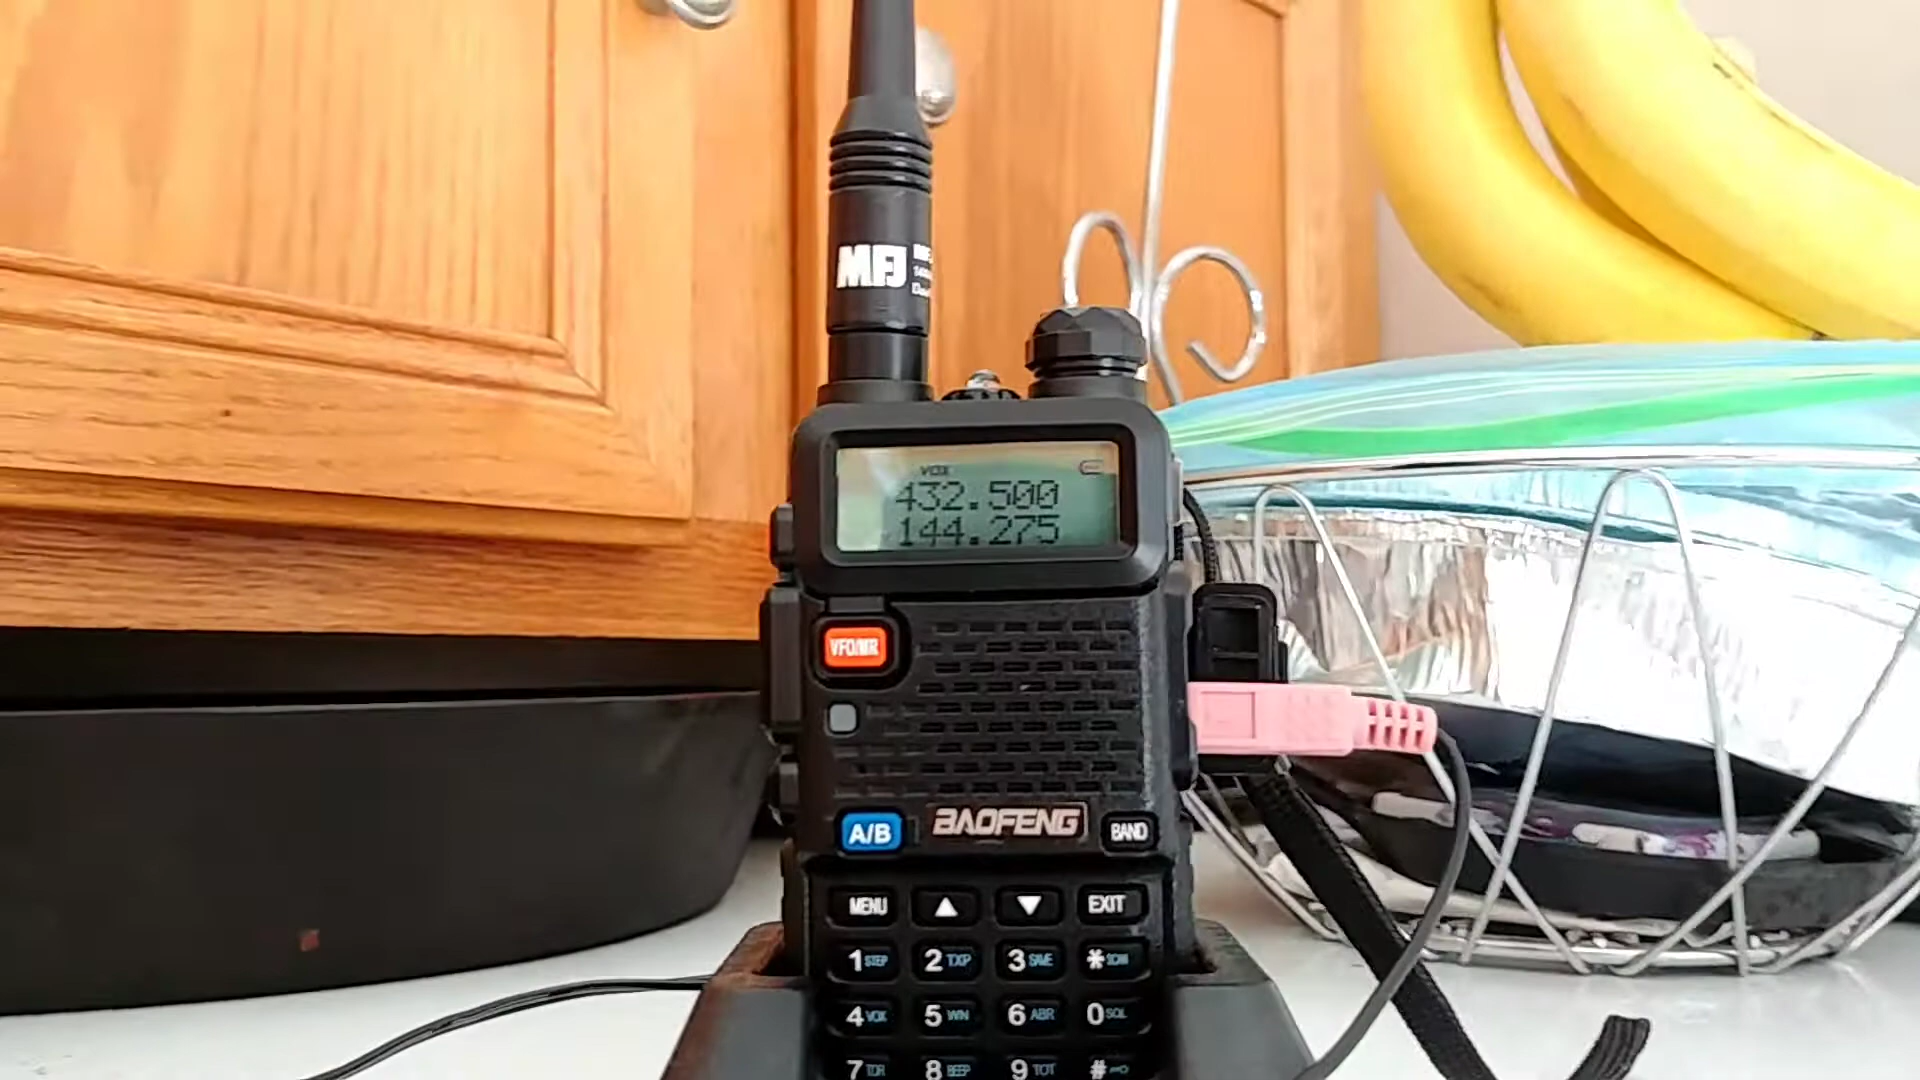 MFJ
VOX
432.500
144.275
VFO/MR
A/B
BAOFENG
BAND
MENU
EXIT
1 STEP
2 TXP
3 SAVE
* SCAN
4 VOX
5 WN
6 ABR
0 SQL
7 TDR
8 BEEP
9 TOT
#